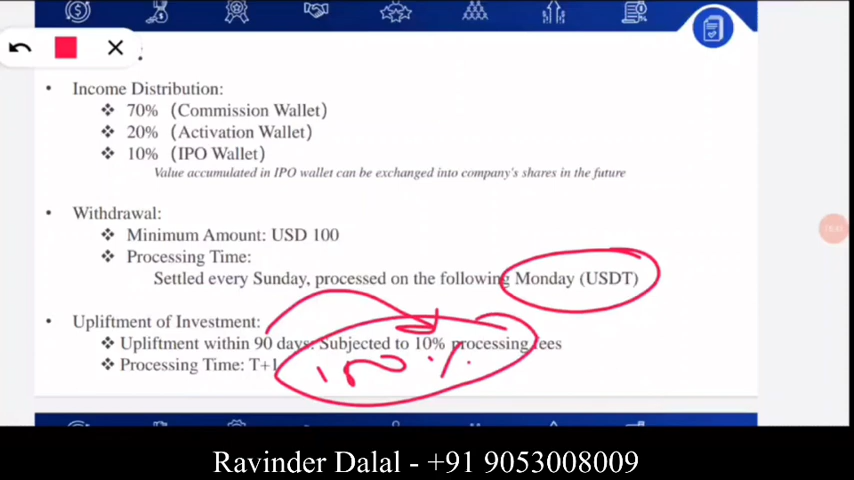 Income Distribution:
70% (Commission Wallet)
20% (Activation Wallet)
10% (IPO Wallet)
Value accumulated in IPO wallet can be exchanged into company's shares in the future
Withdrawal:
Minimum Amount: USD 100
Processing Time:
Settled every Sunday, processed on the following Monday (USDT)
Upliftment of Investment:
Upliftment within 90 days: Subjected to 10% processing fees
Processing Time: T+1
100%
Ravinder Dalal - +91 9053008009